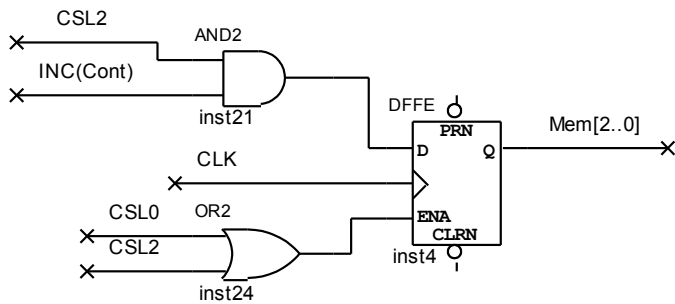 CSL2
AND2
INC(Cont)
inst21
DFFE
PRN
Mem[2..0]
D
Q
CLK
CSL0
OR2
ENA
CSL2
CLRN
inst4
inst24